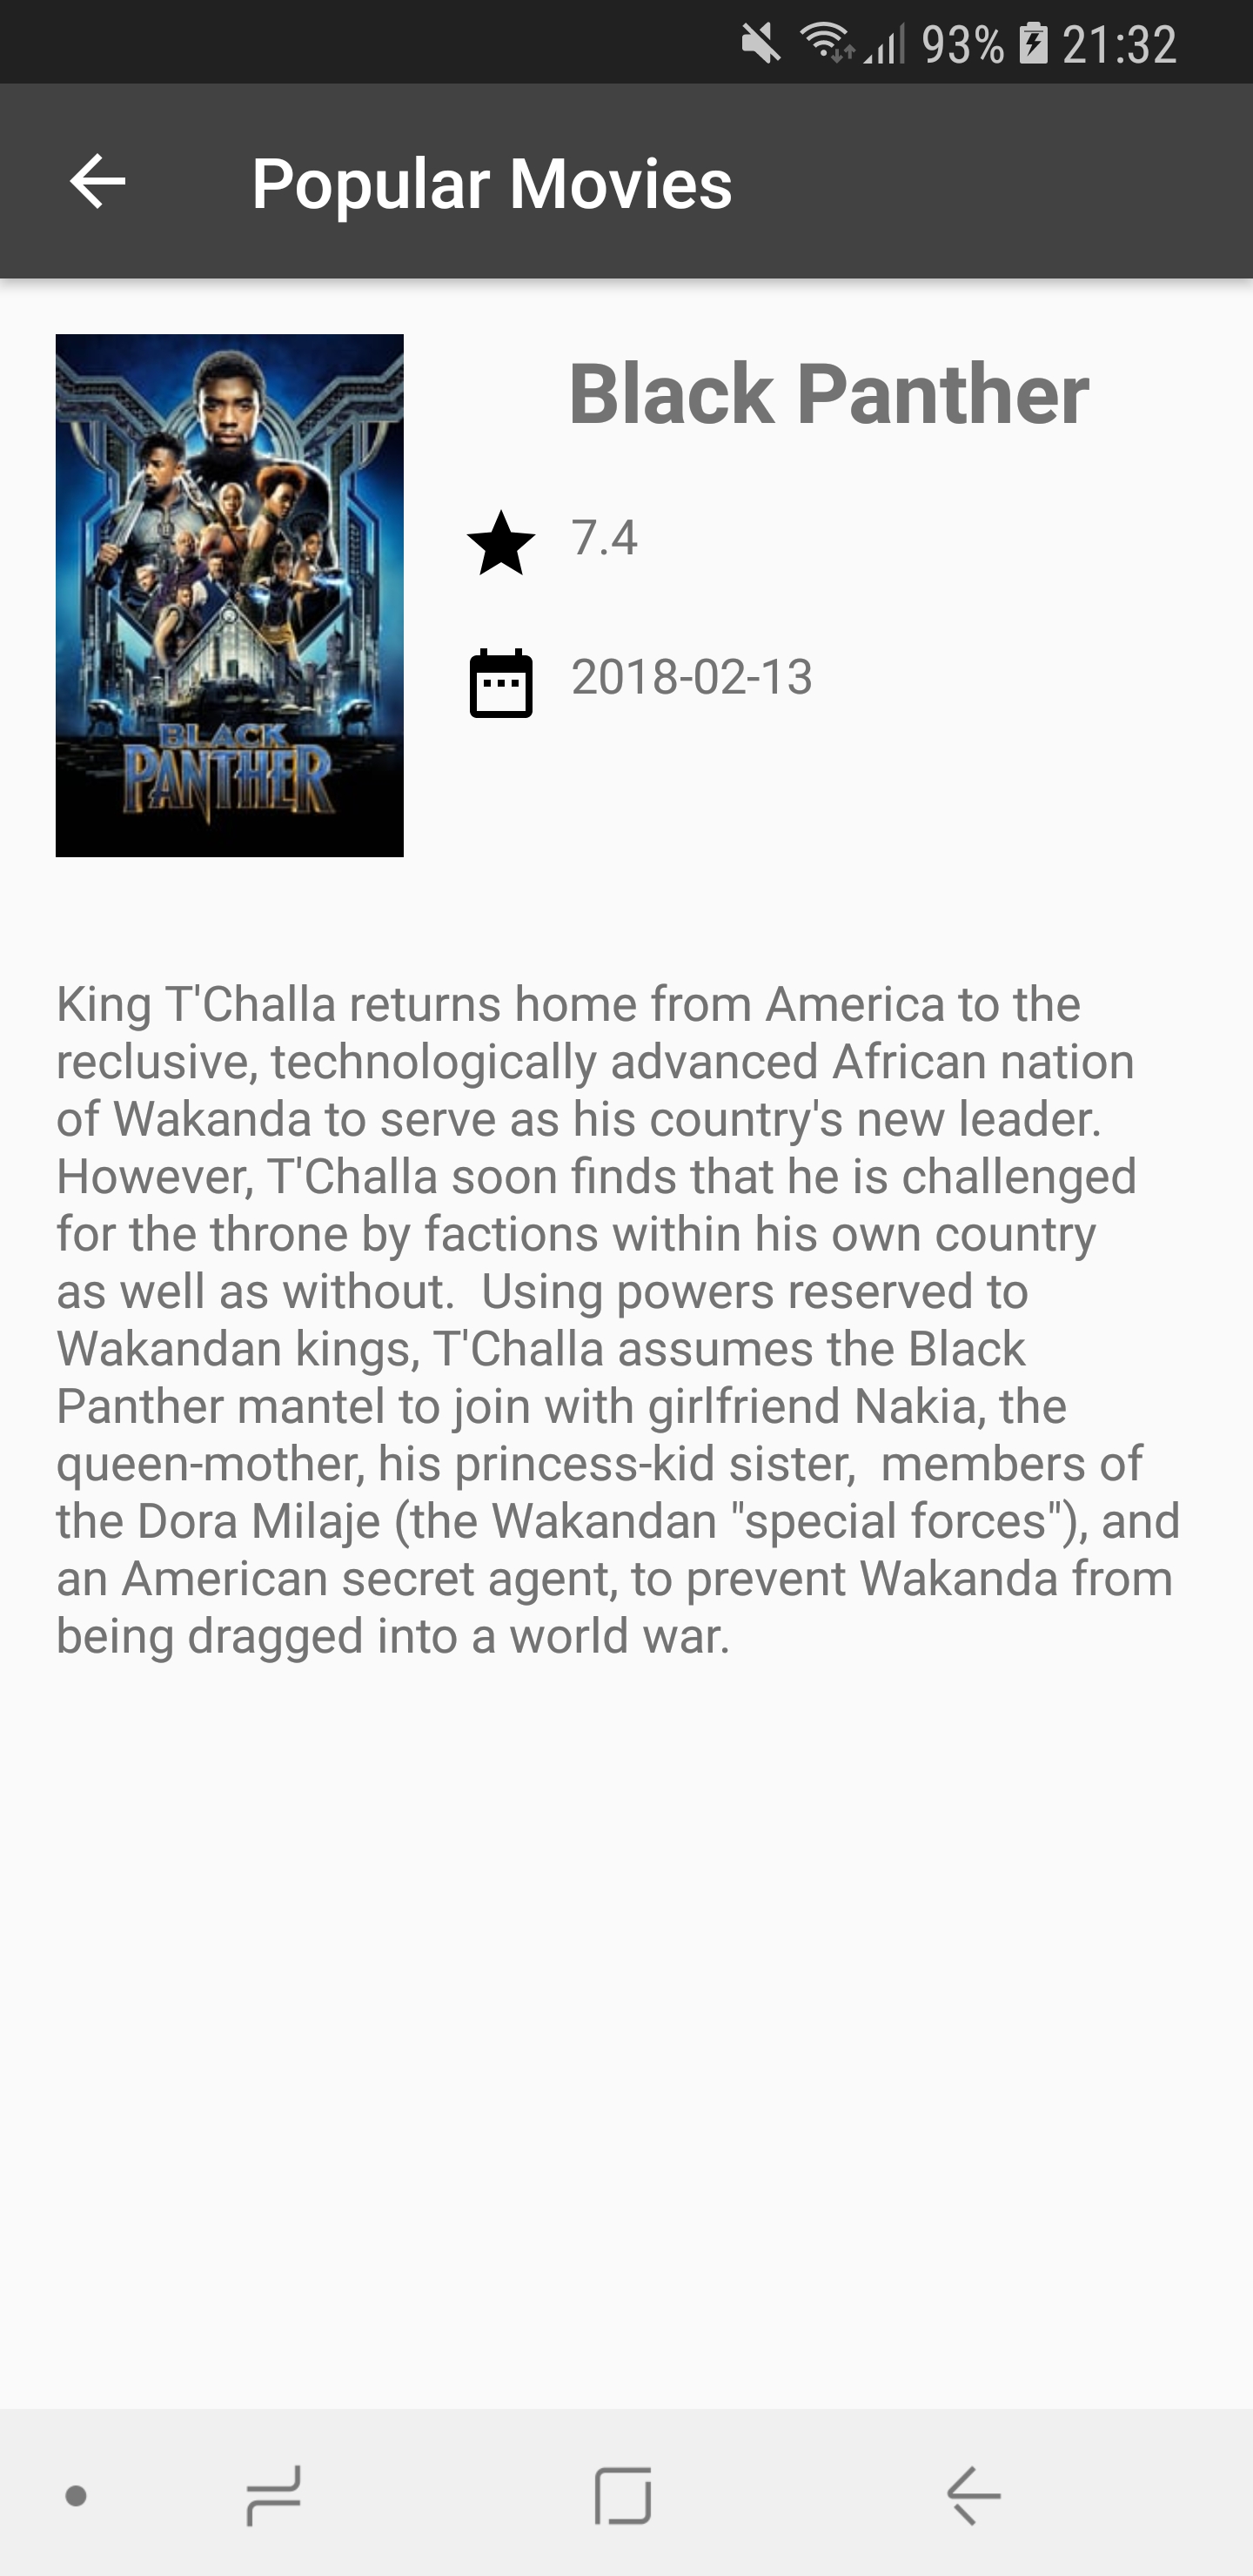 93% 21:32
Popular Movies
Black Panther
7.4
2018-02-13
BLACK
PANTHER
King T'Challa returns home from America to the
reclusive, technologically advanced African nation
of Wakanda to serve as his country's new leader.
However, T'Challa soon finds that he is challenged
for the throne by factions within his own country
as well as without.  Using powers reserved to
Wakandan kings, T'Challa assumes the Black
Panther mantel to join with girlfriend Nakia, the
queen-mother, his princess-kid sister,  members of
the Dora Milaje (the Wakandan "special forces"), and
an American secret agent, to prevent Wakanda from
being dragged into a world war.